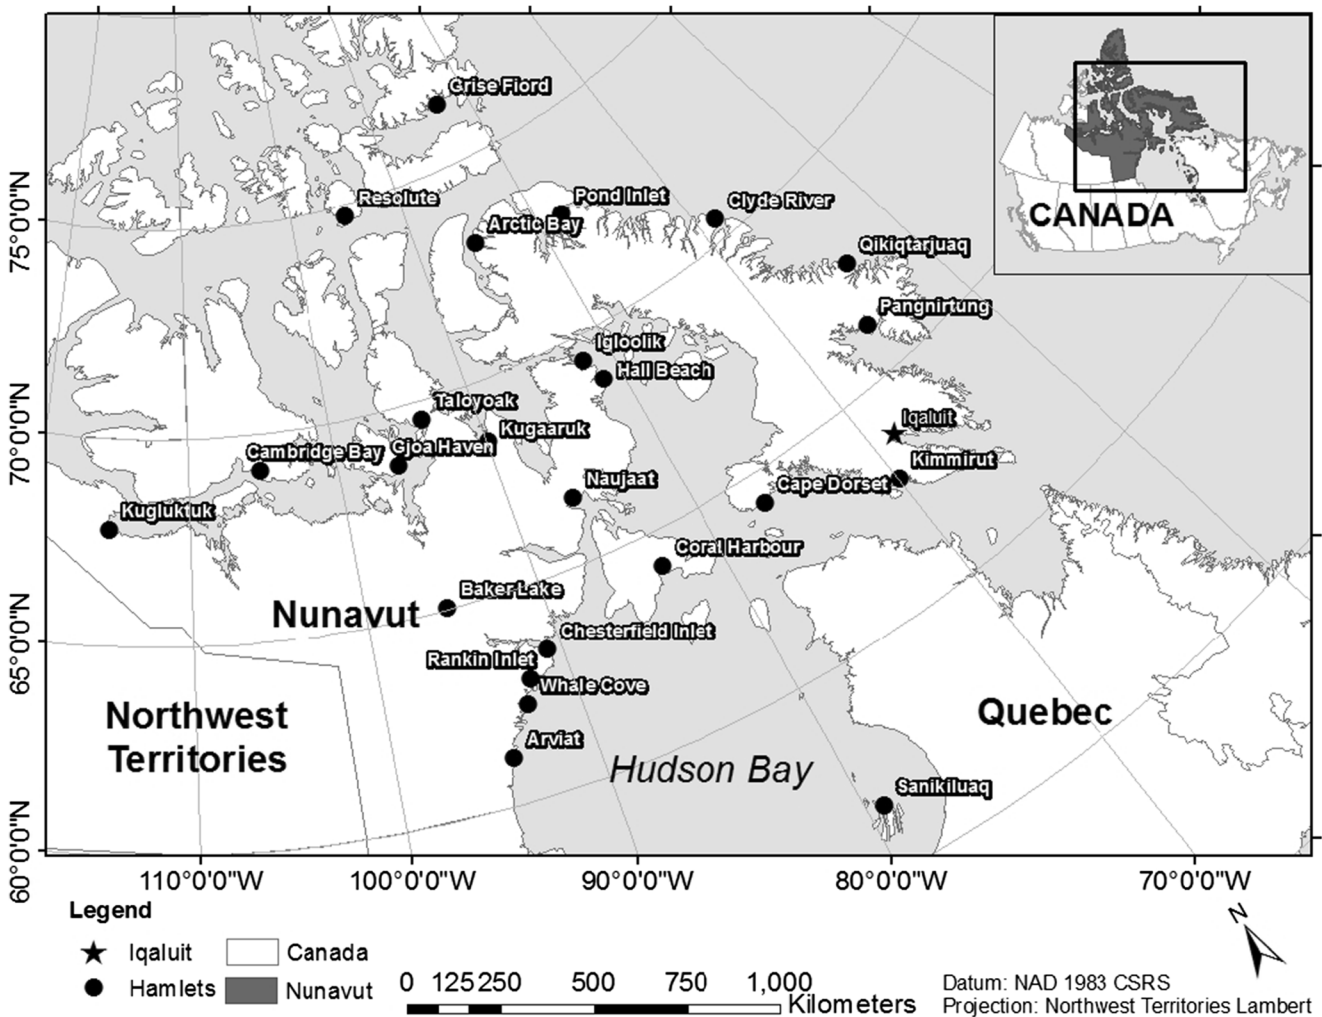 Grise Fiord
Resolute
Pond Inlet
Clyde River
Arctic Bay
Qikiqtarjuaq
Pangnirtung
Igloolik
Hall Beach
Taloyoak
Iqaluit
Kugaaruk
Gjoa Haven
Cambridge Bay
Kimmirut
Naujaat
Cape Dorset
Kugluktuk
Coral Harbour
Baker Lake
Nunavut
Chesterfield Inlet
Rankin Inlet
Whale Cove
Northwest
Territories
Quebec
Arviat
Hudson Bay
Sanikiluaq
CANADA
75°0'0"N
70°0'0"N
65°0'0"N
60°0'0"N
110°0'0"W
100°0'0"W
90°0'0"W
80°0'0"W
70°0'0"W
Legend
Iqaluit
Canada
Hamlets
Nunavut
0 125 250 500 750 1,000
Kilometers
N
Datum: NAD 1983 CSRS
Projection: Northwest Territories Lambert